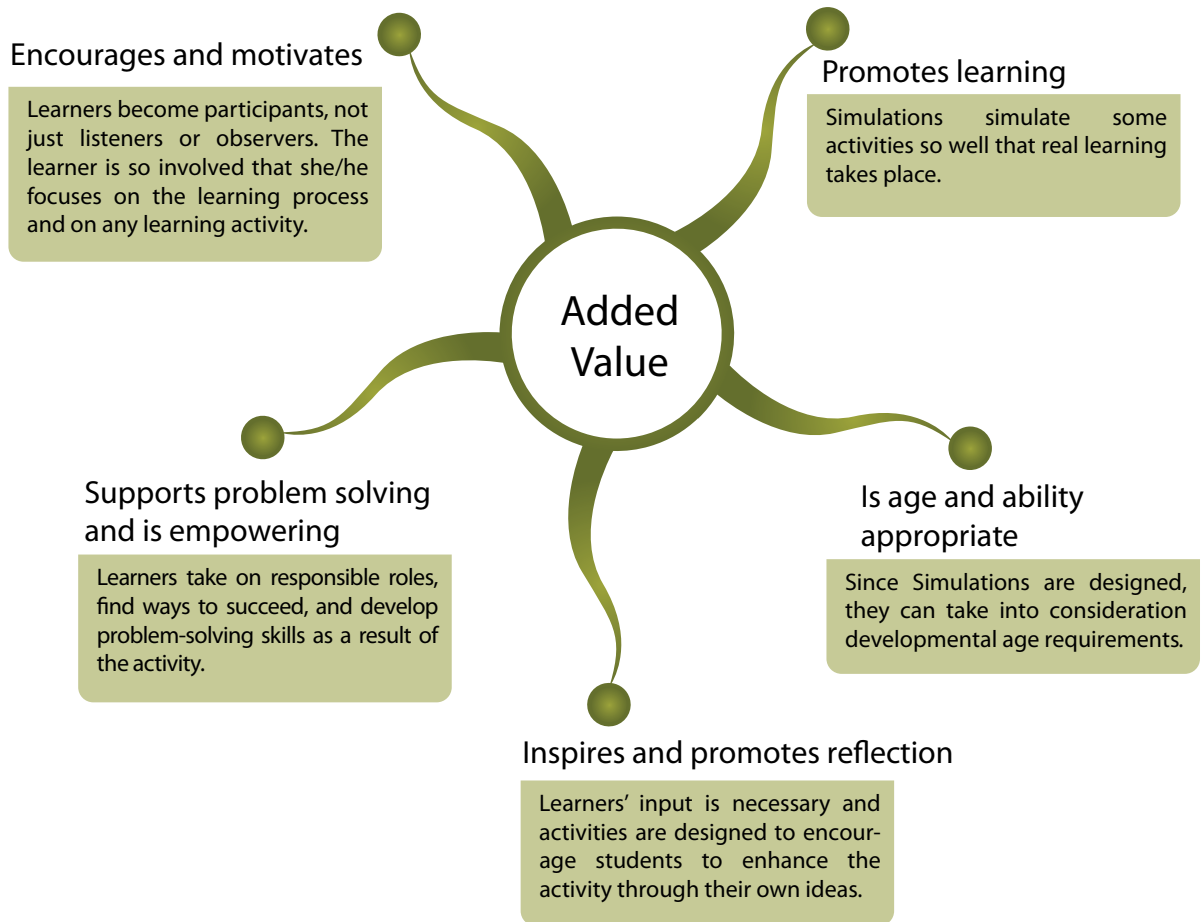 Encourages and motivates
Learners become participants, not
just listeners or observers. The
learner is so involved that she/he
focuses on the learning process
and on any learning activity.
Promotes learning
Simulations simulate some
activities so well that real learning
takes place.
Added
Value
Supports problem solving
and is empowering
Learners take on responsible roles,
find ways to succeed, and develop
problem-solving skills as a result of
the activity.
Is age and ability
appropriate
Since Simulations are designed,
they can take into consideration
developmental age requirements.
Inspires and promotes reflection
Learners’ input is necessary and
activities are designed to encour-
age students to enhance the
activity through their own ideas.